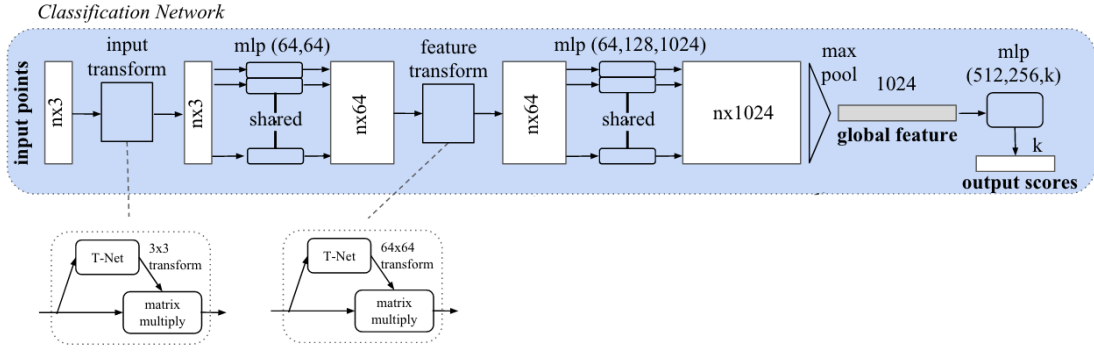 Classification Network
input points
nx3
input
transform
nx3
mlp (64,64)
shared
nx64
feature
transform
nx64
mlp (64,128,1024)
shared
nx1024
max
pool
1024
global feature
mlp
(512,256,k)
k
output scores
T-Net
3x3
transform
matrix
multiply
T-Net
64x64
transform
matrix
multiply